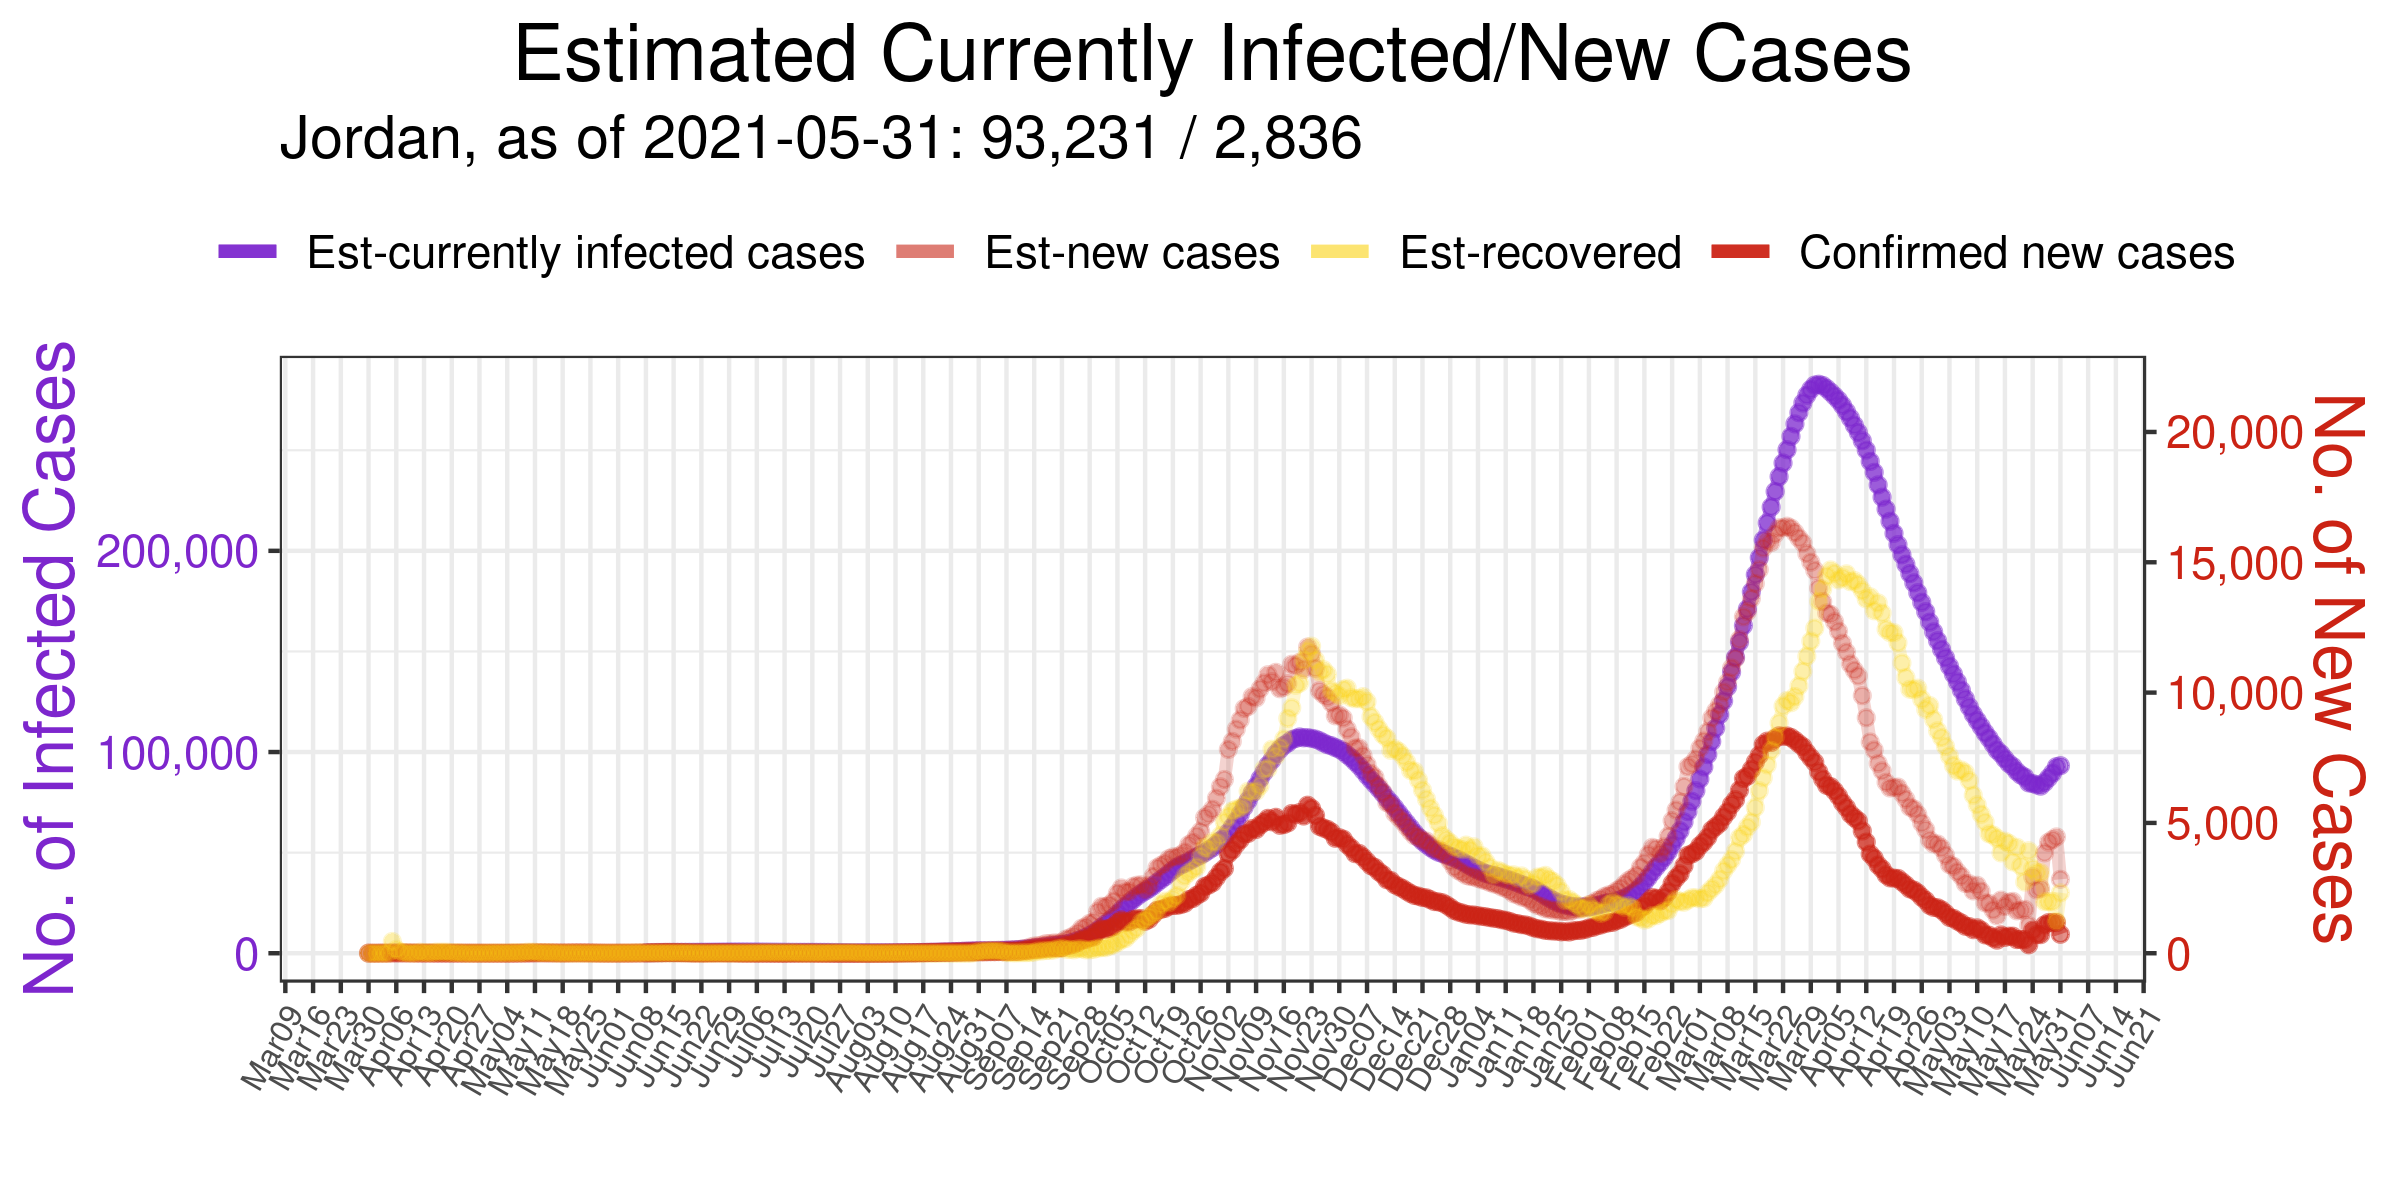 Estimated Currently Infected/New Cases
Jordan, as of 2021-05-31: 93,231 / 2,836
Est-currently infected cases Est-new cases Est-recovered Confirmed new cases
No. of Infected Cases
200,000
100,000
0
20,000
15,000
10,000
5,000
0
No. of New Cases
Mar09
Mar16
Mar23
Mar30
Apr06
Apr13
Apr20
Apr27
May04
May11
May18
May25
Jun01
Jun08
Jun15
Jun22
Jun29
Jul06
Jul13
Jul20
Jul27
Aug03
Aug10
Aug17
Aug24
Aug31
Sep07
Sep14
Sep21
Sep28
Oct05
Oct12
Oct19
Oct26
Nov02
Nov09
Nov16
Nov23
Nov30
Dec07
Dec14
Dec21
Dec28
Jan04
Jan11
Jan18
Jan25
Feb01
Feb08
Feb15
Feb22
Mar01
Mar08
Mar15
Mar22
Mar29
Apr05
Apr12
Apr19
Apr26
May03
May10
May17
May24
May31
Jun07
Jun14
Jun21